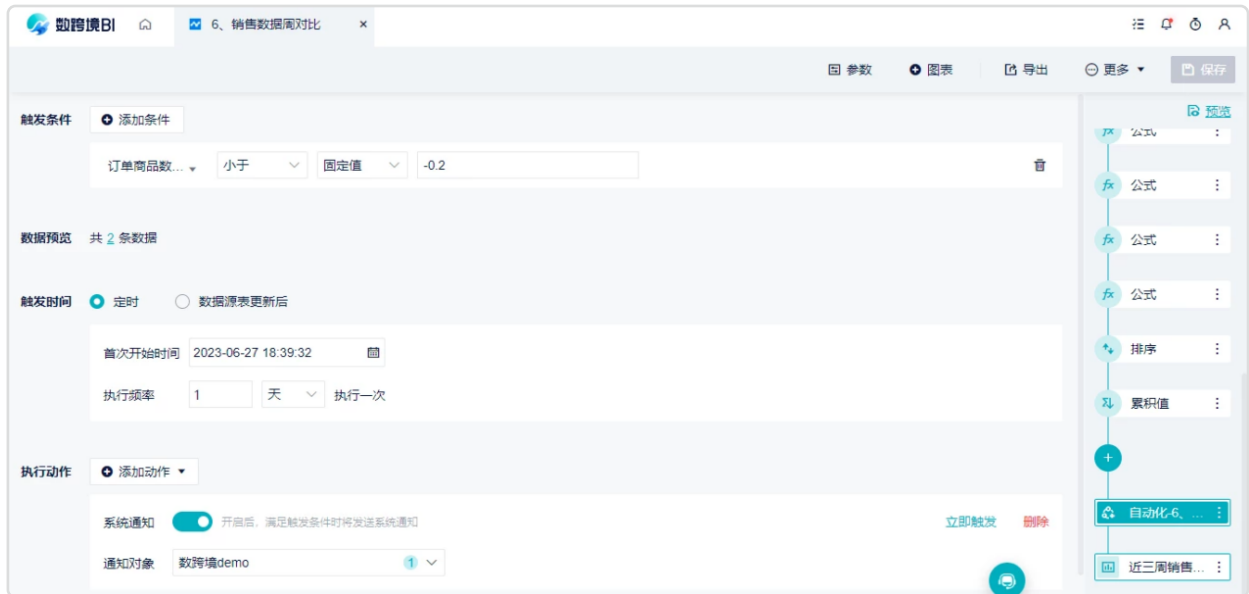 数跨境BI
6、销售数据周对比 ×
参数 图表 导出 更多 保存
预览
触发条件 添加条件
订单商品数... 小于 固定值 -0.2
数据预览 共 2 条数据
触发时间 定时 数据源表更新后
首次开始时间 2023-06-27 18:39:32
执行频率 1 天 执行一次
执行动作 添加动作
系统通知 开启后，满足触发条件时将发送系统通知 立即触发 删除
通知对象 数跨境demo 1
fx 公式
fx 公式
fx 公式
fx 公式
排序
累积值
+
自动化-6、...
近三周销售...